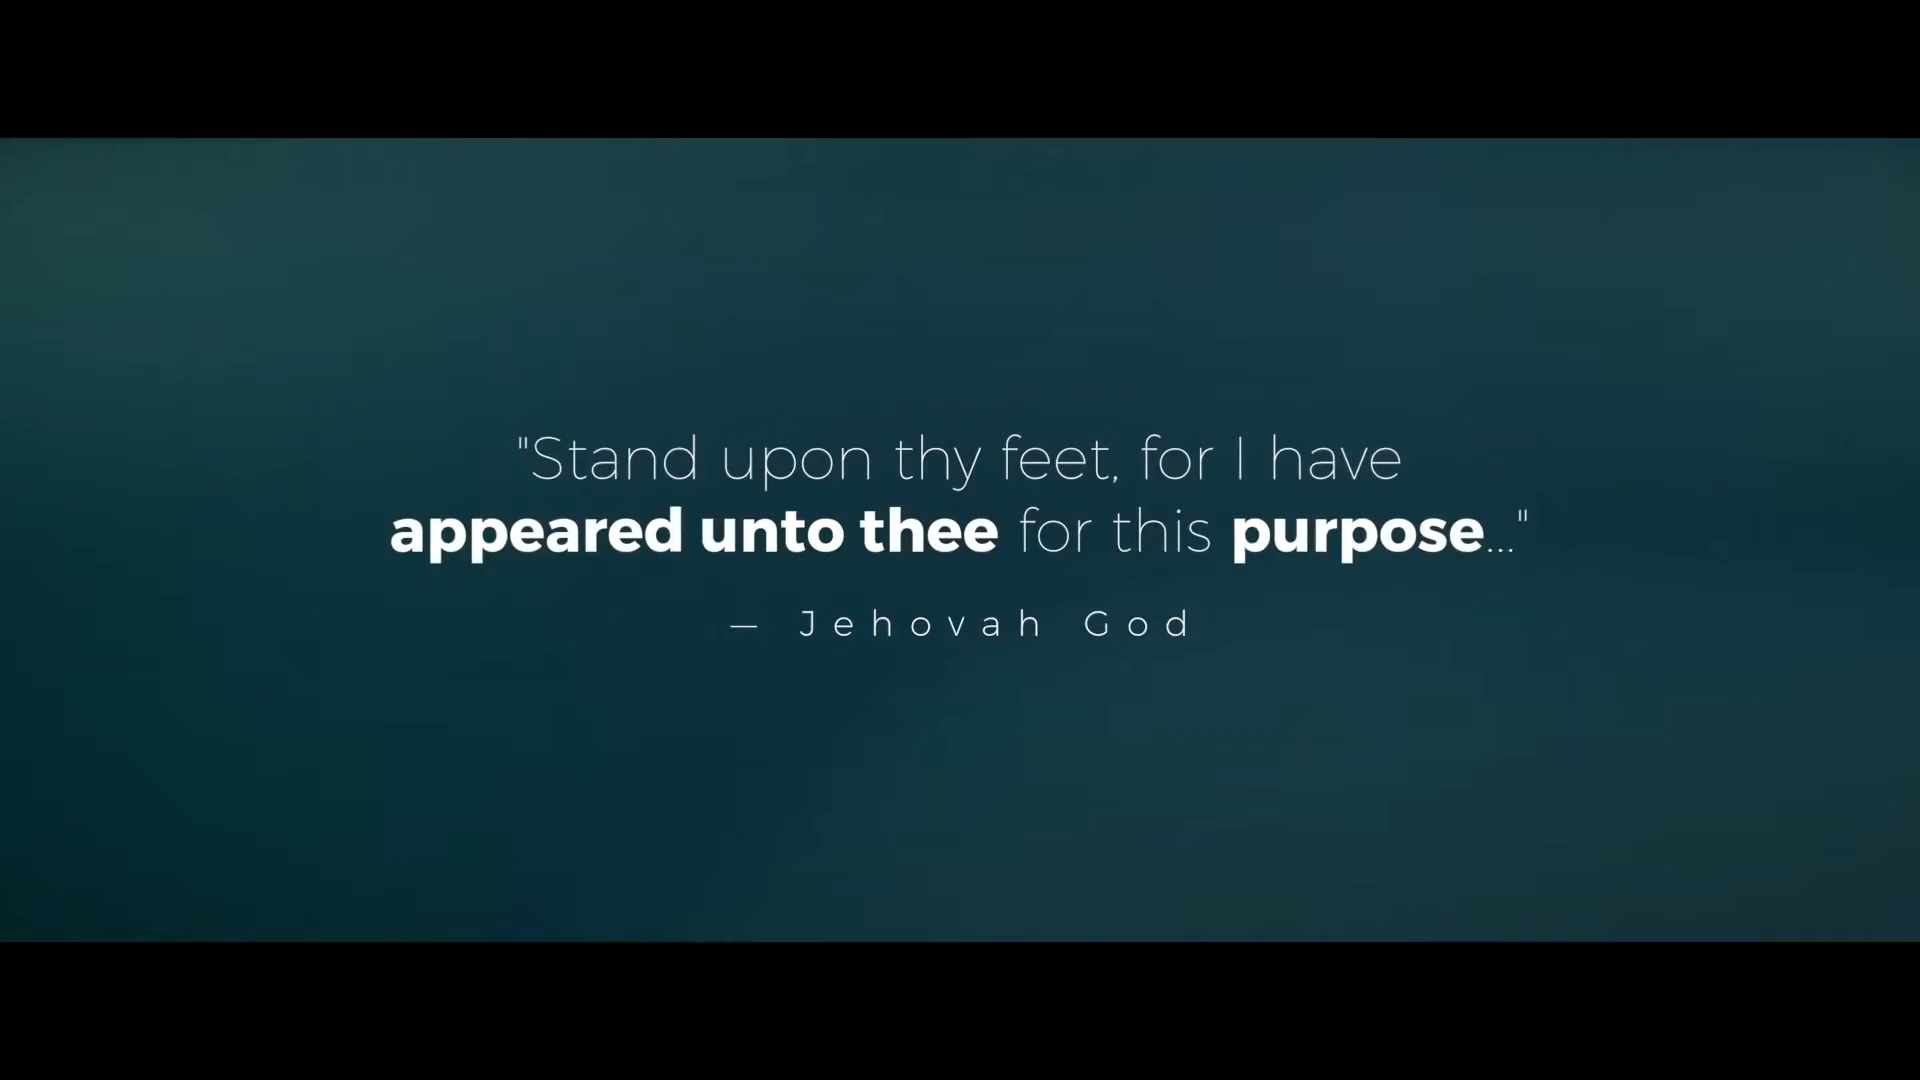 "Stand upon thy feet, for I have
appeared unto thee for this purpose..."
— Jehovah God